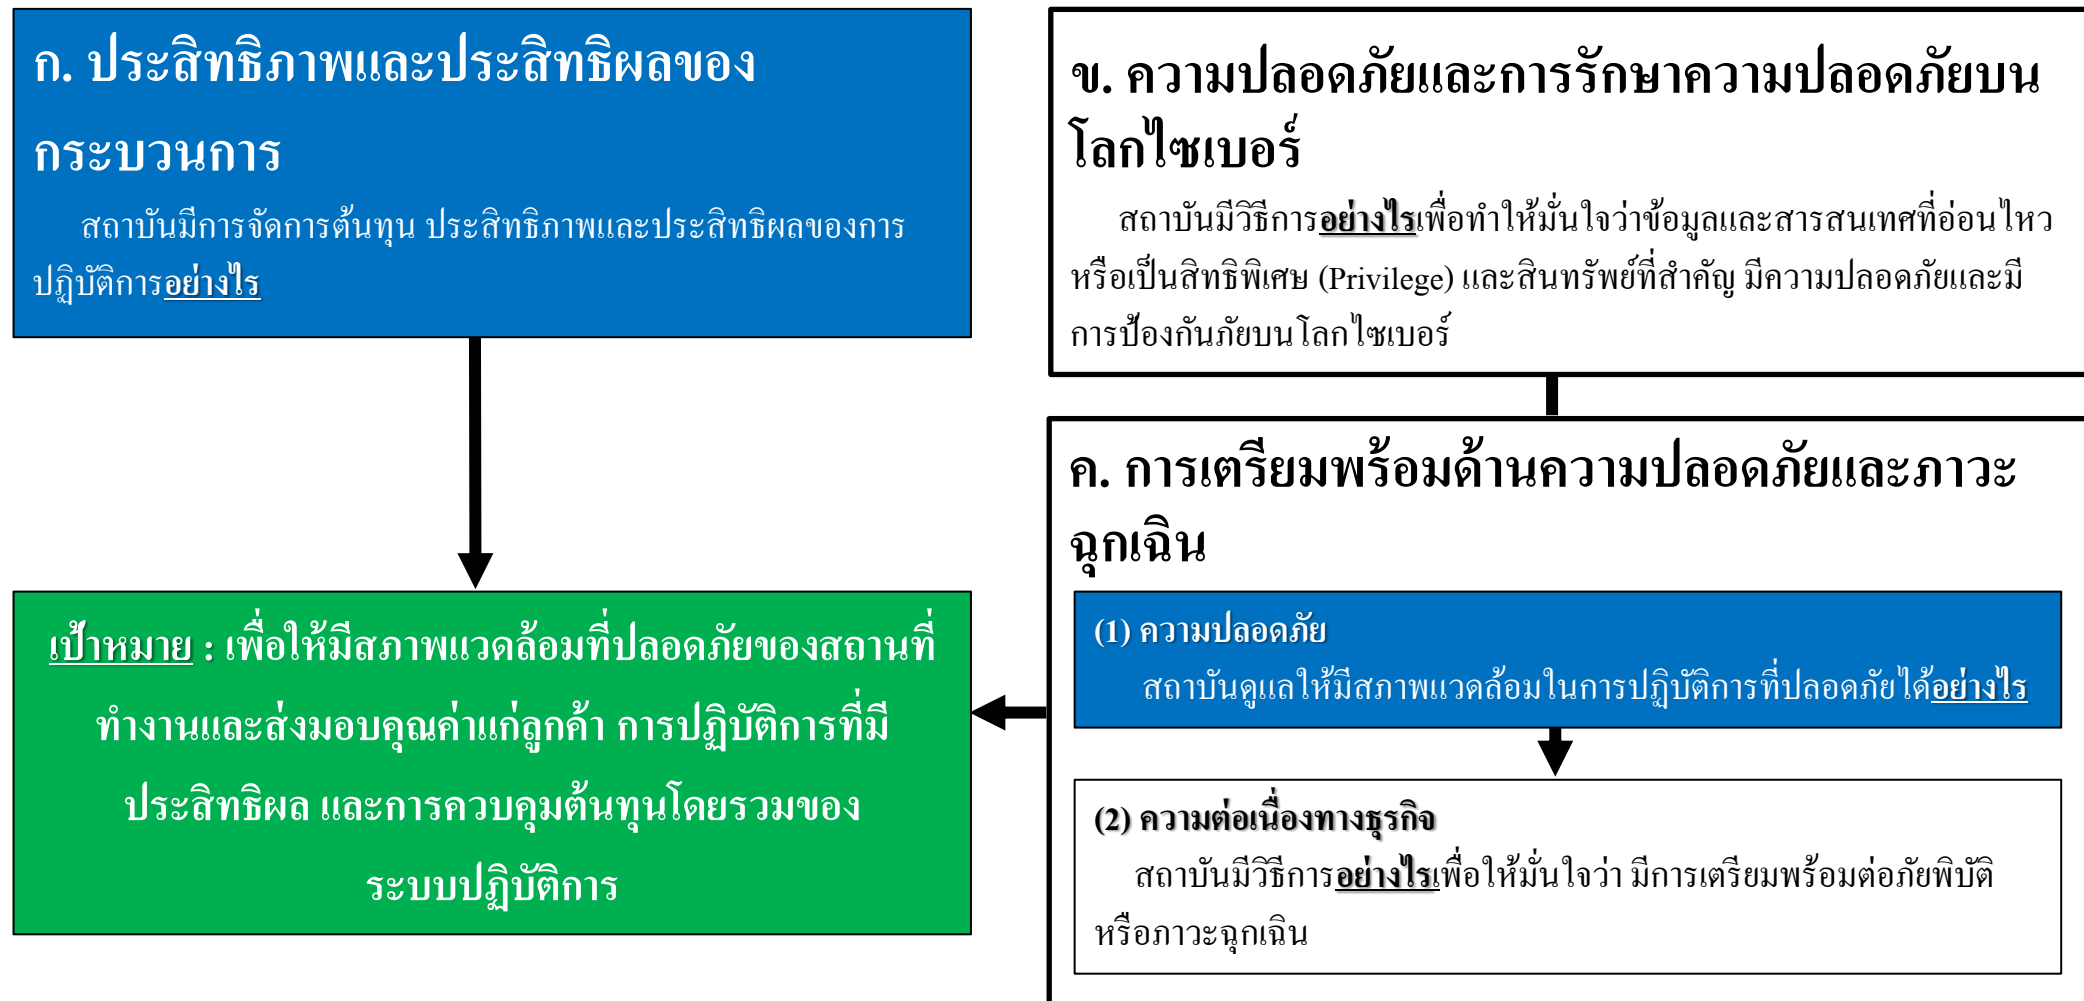 ก. ประสิทธิภาพและประสิทธิผลของ
กระบวนการ
สถาบันมีการจัดการต้นทุน ประสิทธิภาพและประสิทธิผลของการ
ปฏิบัติการอย่างไร
ข. ความปลอดภัยและการรักษาความปลอดภัยบน
โลกไซเบอร์
สถาบันมีวิธีการอย่างไรเพื่อทำให้มั่นใจว่าข้อมูลและสารสนเทศที่อ่อนไหว
หรือเป็นสิทธิพิเศษ (Privilege) และสินทรัพย์ที่สำคัญ มีความปลอดภัยและมี
การป้องกันภัยบนโลกไซเบอร์
ค. การเตรียมพร้อมด้านความปลอดภัยและภาวะ
ฉุกเฉิน
(1) ความปลอดภัย
สถาบันดูแลให้มีสภาพแวดล้อมในการปฏิบัติการที่ปลอดภัยได้อย่างไร
(2) ความต่อเนื่องทางธุรกิจ
สถาบันมีวิธีการอย่างไรเพื่อให้มั่นใจว่า มีการเตรียมพร้อมต่อภัยพิบัติ
หรือภาวะฉุกเฉิน
เป้าหมาย : เพื่อให้มีสภาพแวดล้อมที่ปลอดภัยของสถานที่
ทำงานและส่งมอบคุณค่าแก่ลูกค้า การปฏิบัติการที่มี
ประสิทธิผล และการควบคุมต้นทุนโดยรวมของ
ระบบปฏิบัติการ